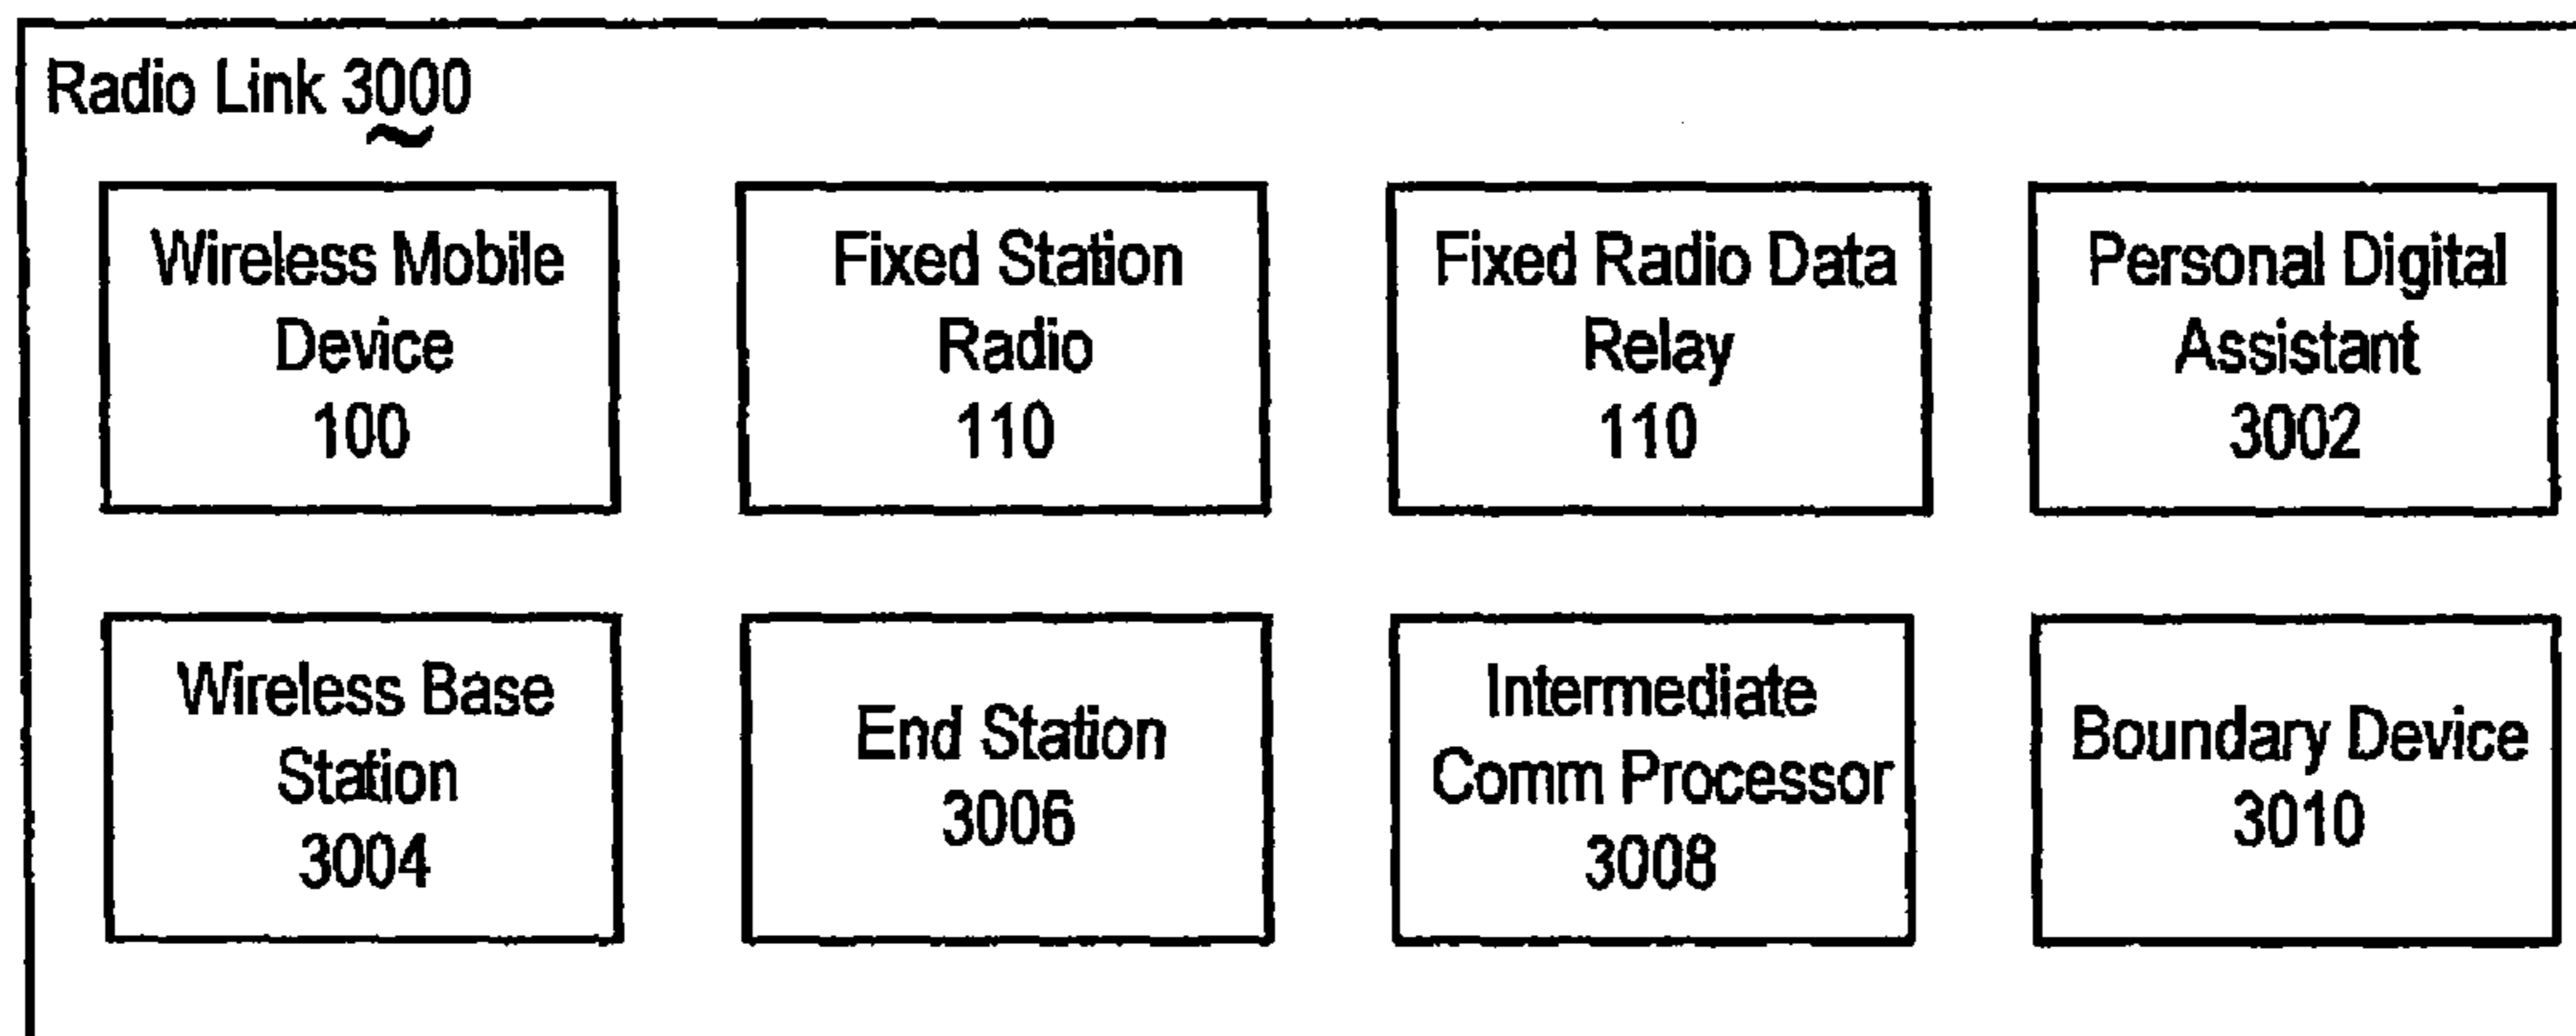 Radio Link 3000
Wireless Mobile
Device
100
Fixed Station
Radio
110
Fixed Radio Data
Relay
110
Personal Digital
Assistant
3002
Wireless Base
Station
3004
End Station
3006
Intermediate
Comm Processor
3008
Boundary Device
3010